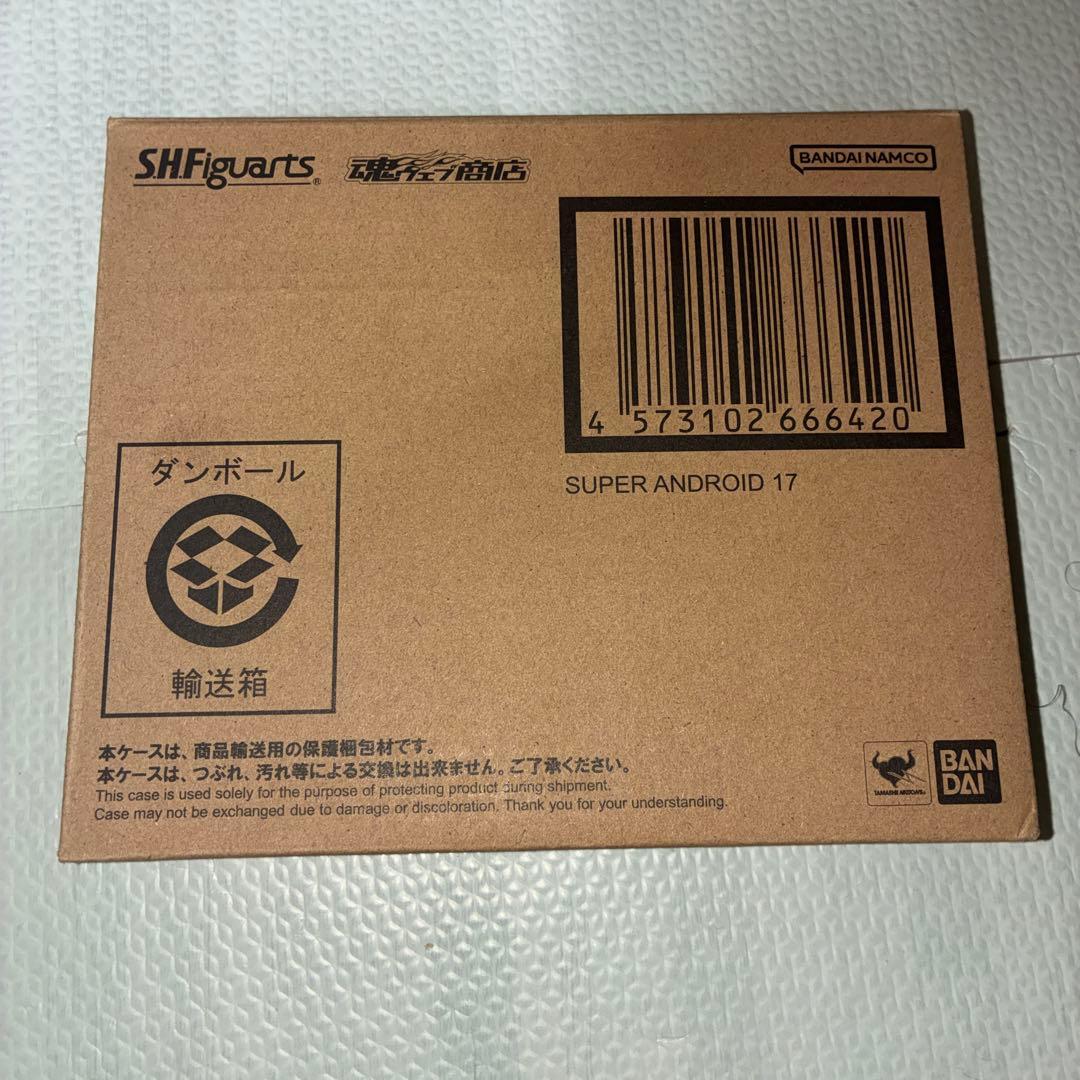 S.H.Figuarts®
魂ウェブ商店
BANDAI NAMCO
4 573102 666420
SUPER ANDROID 17
ダンボール
輸送箱
本ケースは、商品輸送用の保護梱包材です。
本ケースは、つぶれ、汚れ等による交換は出来ません。ご了承ください。
This case is used solely for the purpose of protecting product during shipment.
Case may not be exchanged due to damage or discoloration. Thank you for your understanding.
TAMASHII NATIONS
BAN
DAI